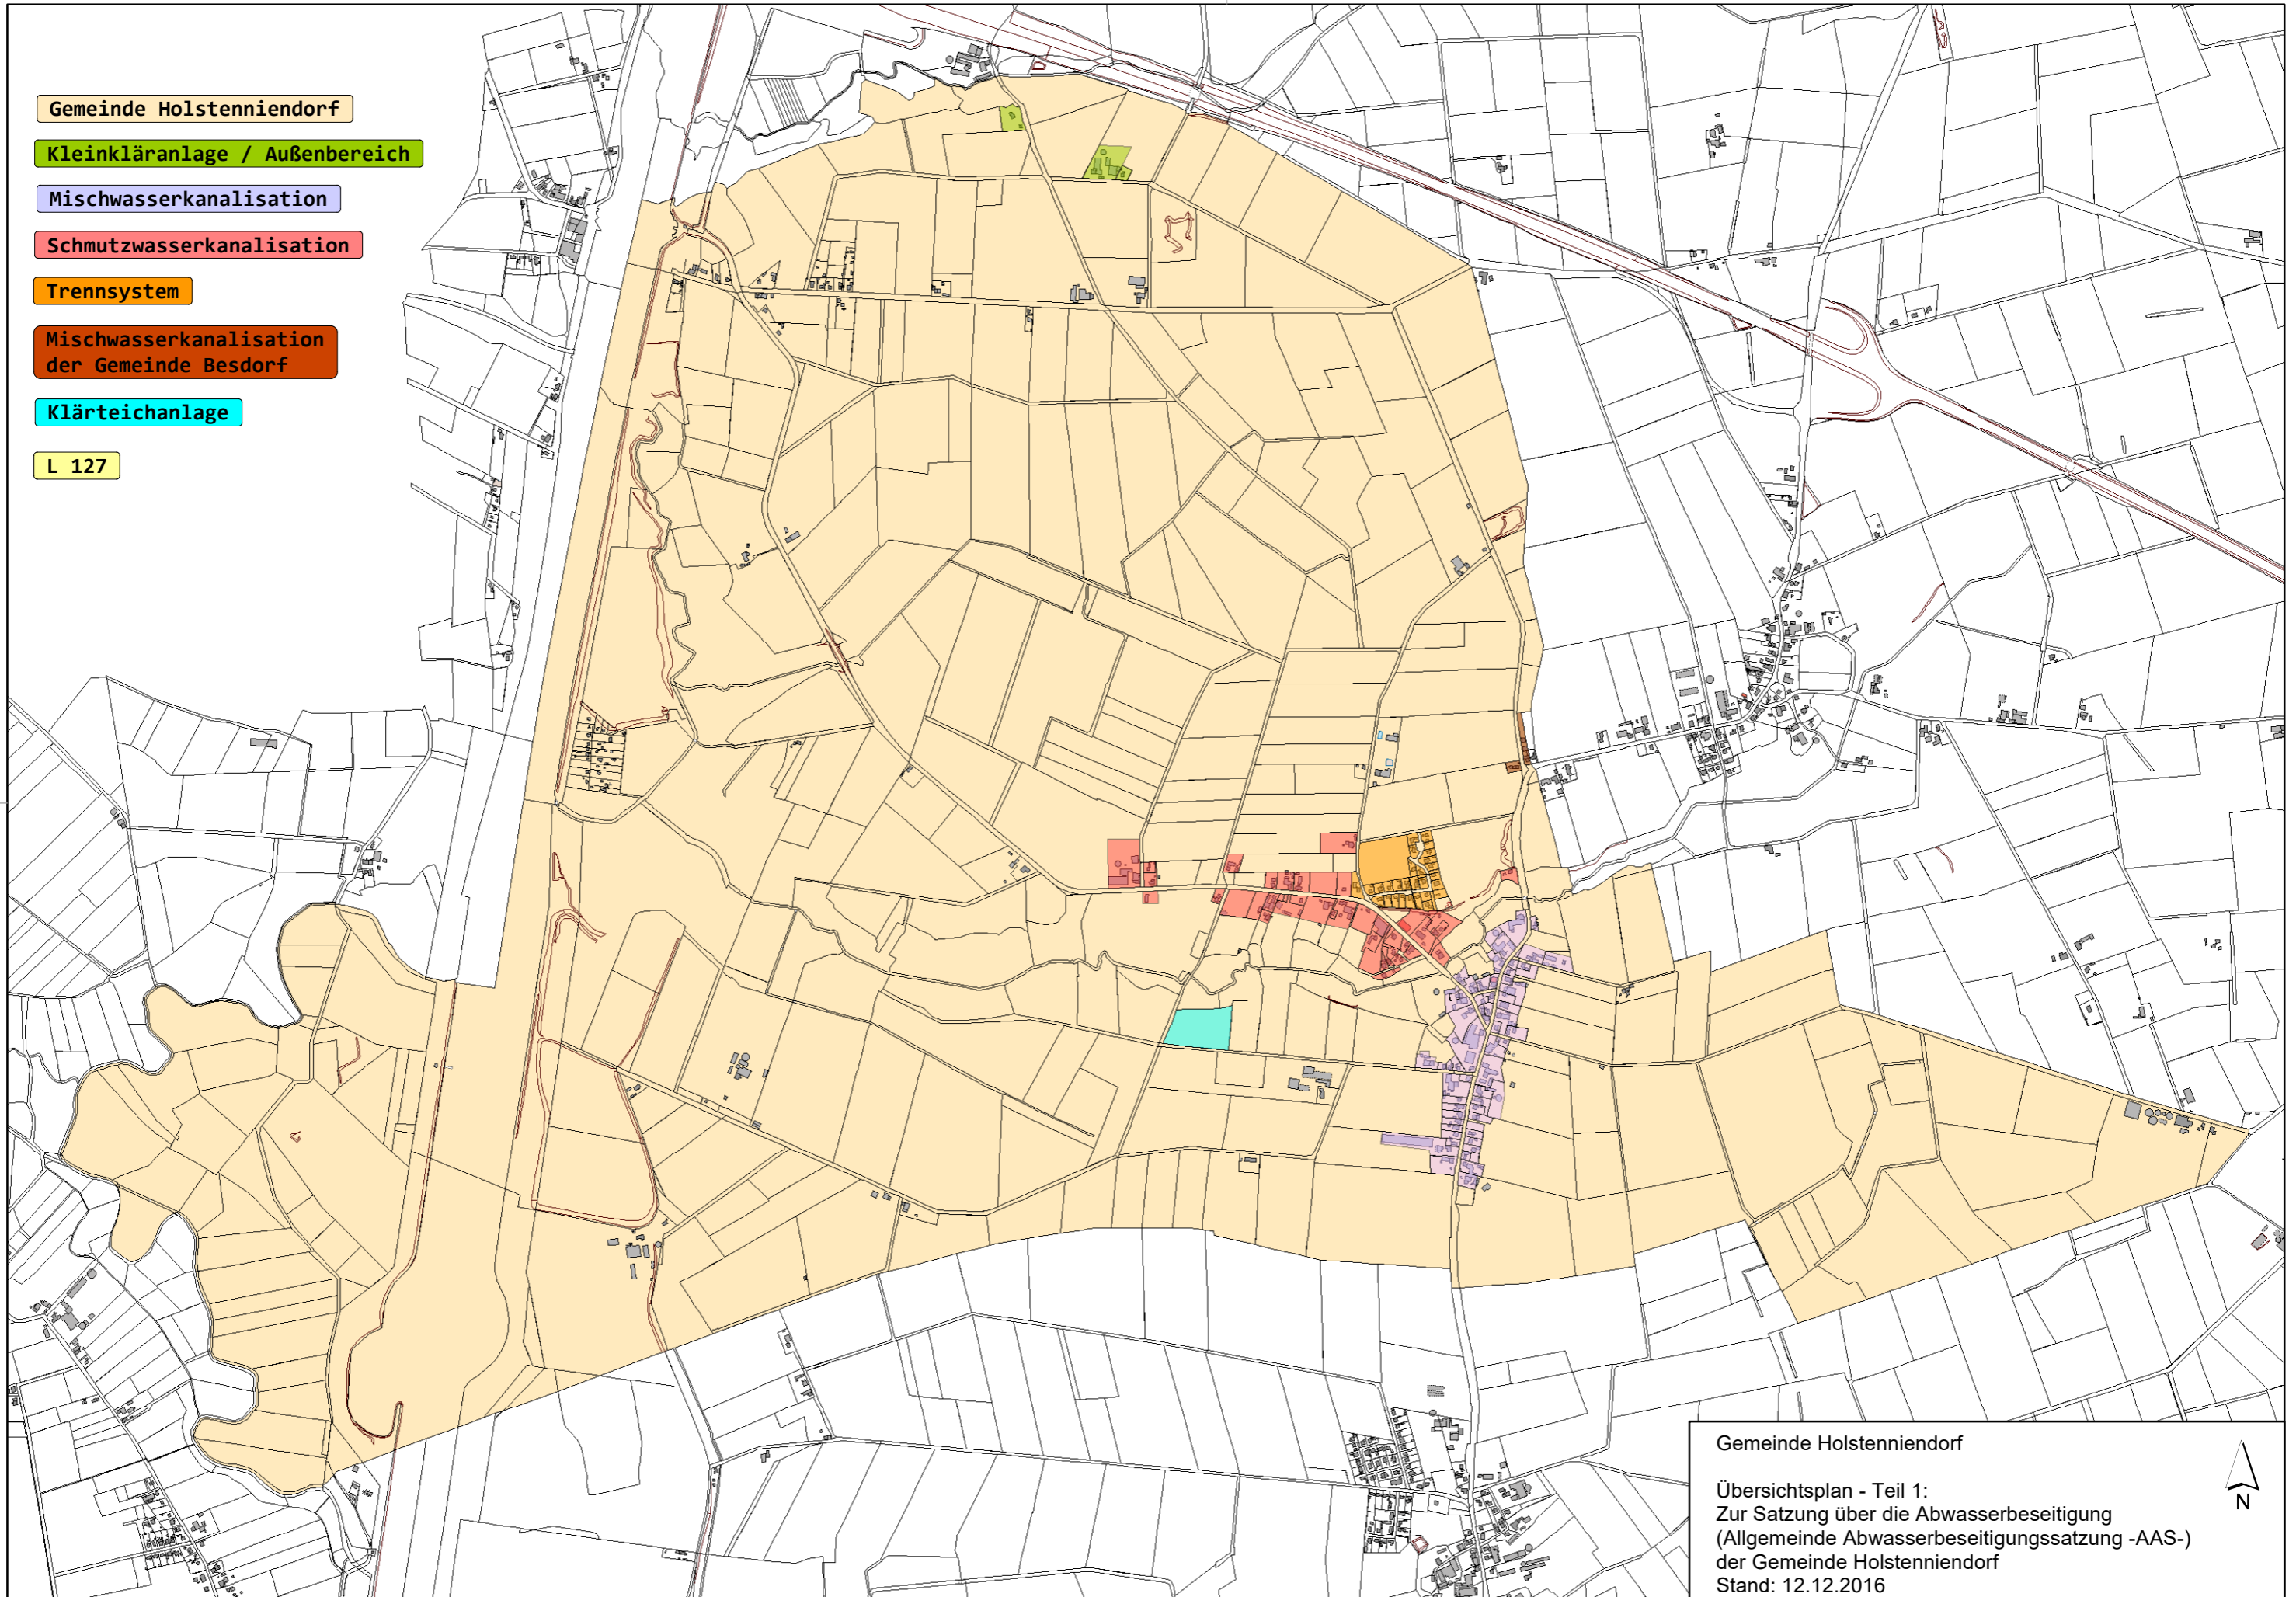 Gemeinde Holstenniendorf
Kleinkläranlage / Außenbereich
Mischwasserkanalisation
Schmutzwasserkanalisation
Trennsystem
Mischwasserkanalisation
der Gemeinde Besdorf
Klärteichanlage
L 127
Gemeinde Holstenniendorf
Übersichtsplan - Teil 1:
Zur Satzung über die Abwasserbeseitigung
(Allgemeinde Abwasserbeseitigungssatzung -AAS-)
der Gemeinde Holstenniendorf
Stand: 12.12.2016
N